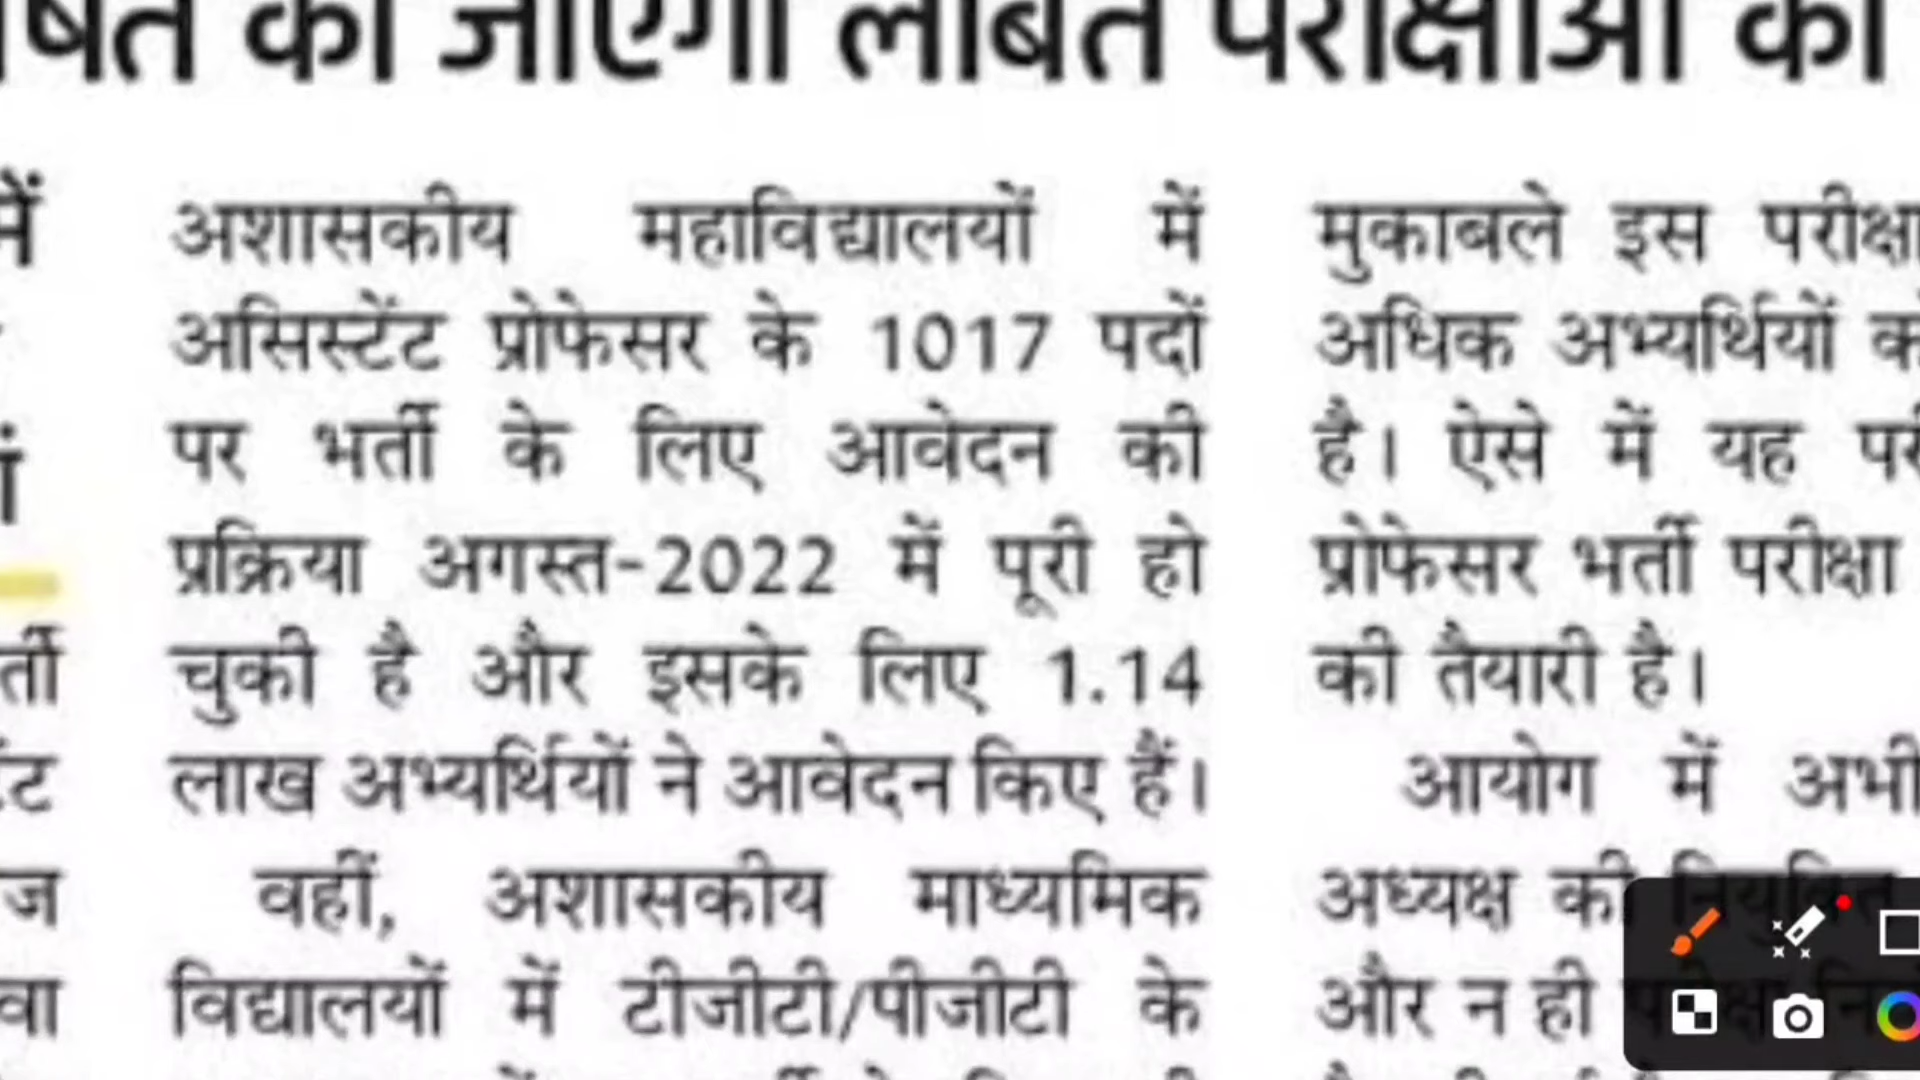 की जाएगी लंबित परीक्षाओं की
में
अशासकीय महाविद्यालयों में
असिस्टेंट प्रोफेसर के 1017 पदों
पर भर्ती के लिए आवेदन की
प्रक्रिया अगस्त-2022 में पूरी हो
चुकी है और इसके लिए 1.14
लाख अभ्यर्थियों ने आवेदन किए हैं।
वहीं, अशासकीय माध्यमिक
विद्यालयों में टीजीटी/पीजीटी के
मुकाबले इस परीक्षा
अधिक अभ्यर्थियों
है। ऐसे में यह
प्रोफेसर भर्ती परीक्षा
की तैयारी है।
आयोग में अभी
अध्यक्ष की नियुक्ति
और न ही